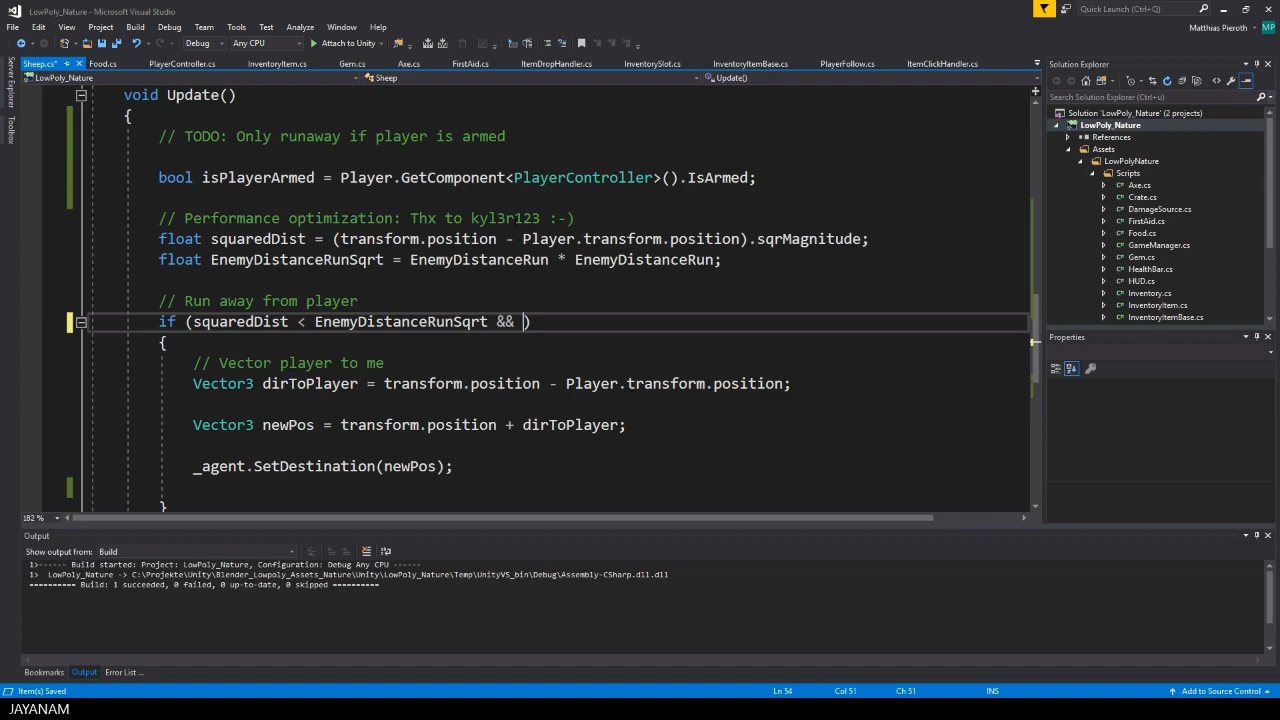 LowPoly_Nature - Microsoft Visual Studio
Quick Launch (Ctrl+Q)
File Edit View Project Build Debug Team Tools Test Analyze Window Help
Matthias Pieroth MP
Debug Any CPU Attach to Unity
Sheep.cs* Food.cs PlayerController.cs InventoryItem.cs Gem.cs Axe.cs FirstAid.cs ItemDropHandler.cs InventorySlot.cs InventoryItemBase.cs PlayerFollow.cs ItemClickHandler.cs
LowPoly_Nature Sheep Update()
Server Explorer
Toolbox
void Update()
{
// TODO: Only runaway if player is armed
bool isPlayerArmed = Player.GetComponent<PlayerController>().IsArmed;
// Performance optimization: Thx to kyl3r123 :-)
float squaredDist = (transform.position - Player.transform.position).sqrMagnitude;
float EnemyDistanceRunSqrt = EnemyDistanceRun * EnemyDistanceRun;
// Run away from player
if (squaredDist < EnemyDistanceRunSqrt && )
{
// Vector player to me
Vector3 dirToPlayer = transform.position - Player.transform.position;
Vector3 newPos = transform.position + dirToPlayer;
_agent.SetDestination(newPos);
}
182 %
Solution Explorer
Search Solution Explorer (Ctrl+ü)
Solution 'LowPoly_Nature' (2 projects)
LowPoly_Nature
References
Assets
LowPolyNature
Scripts
Axe.cs
Crate.cs
DamageSource.cs
FirstAid.cs
Food.cs
GameManager.cs
Gem.cs
HealthBar.cs
HUD.cs
Inventory.cs
InventoryItem.cs
InventoryItemBase.cs
Properties
Output
Show output from: Build
1>------ Build started: Project: LowPoly_Nature, Configuration: Debug Any CPU ------
1> LowPoly_Nature -> C:\Projekte\Unity\Blender_Lowpoly_Assets_Nature\Unity\LowPoly_Nature\Temp\UnityVS_bin\Debug\Assembly-CSharp.dll.dll
========== Build: 1 succeeded, 0 failed, 0 up-to-date, 0 skipped ==========
Bookmarks Output Error List ...
Item(s) Saved Ln 54 Col 51 Ch 51 INS Add to Source Control
JAYANAM